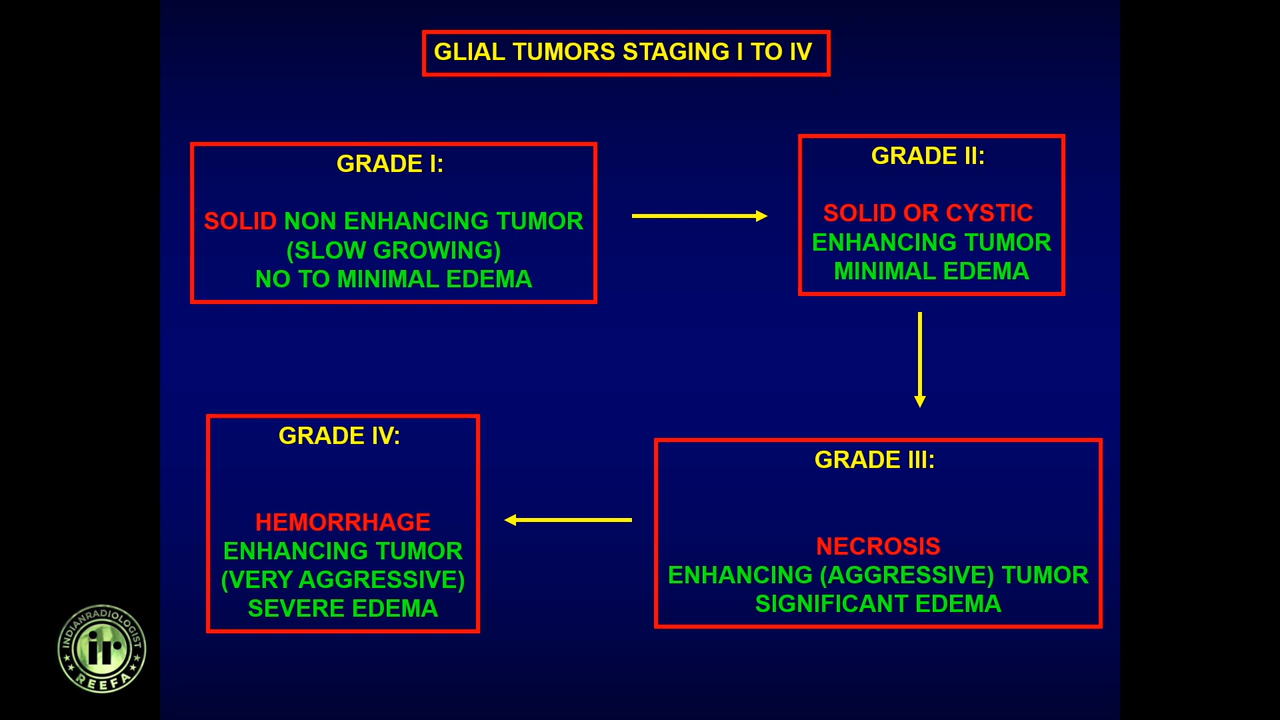 GLIAL TUMORS STAGING I TO IV
GRADE I:
SOLID NON ENHANCING TUMOR
(SLOW GROWING)
NO TO MINIMAL EDEMA
GRADE II:
SOLID OR CYSTIC
ENHANCING TUMOR
MINIMAL EDEMA
GRADE III:
NECROSIS
ENHANCING (AGGRESSIVE) TUMOR
SIGNIFICANT EDEMA
GRADE IV:
HEMORRHAGE
ENHANCING TUMOR
(VERY AGGRESSIVE)
SEVERE EDEMA
INDIANRADIOLOGIST
ir
REEFA